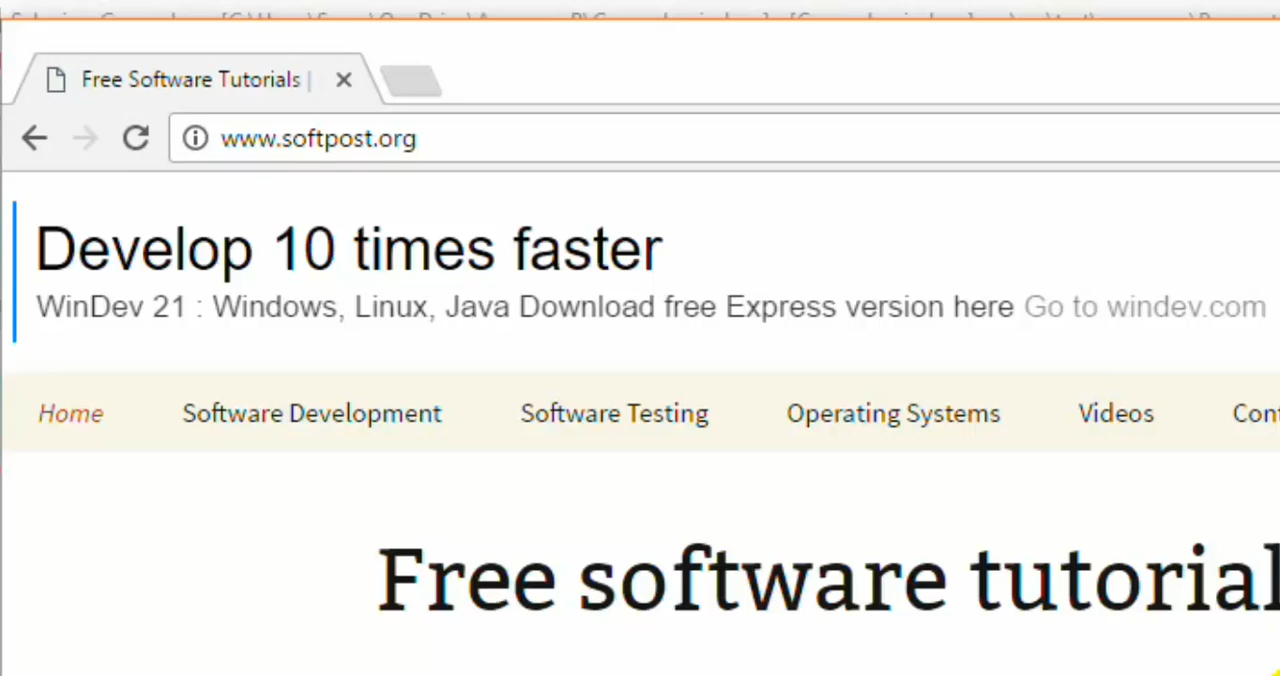 Free Software Tutorials |
www.softpost.org
Develop 10 times faster
WinDev 21 : Windows, Linux, Java Download free Express version here Go to windev.com
Home Software Development Software Testing Operating Systems Videos
Free software tutorial